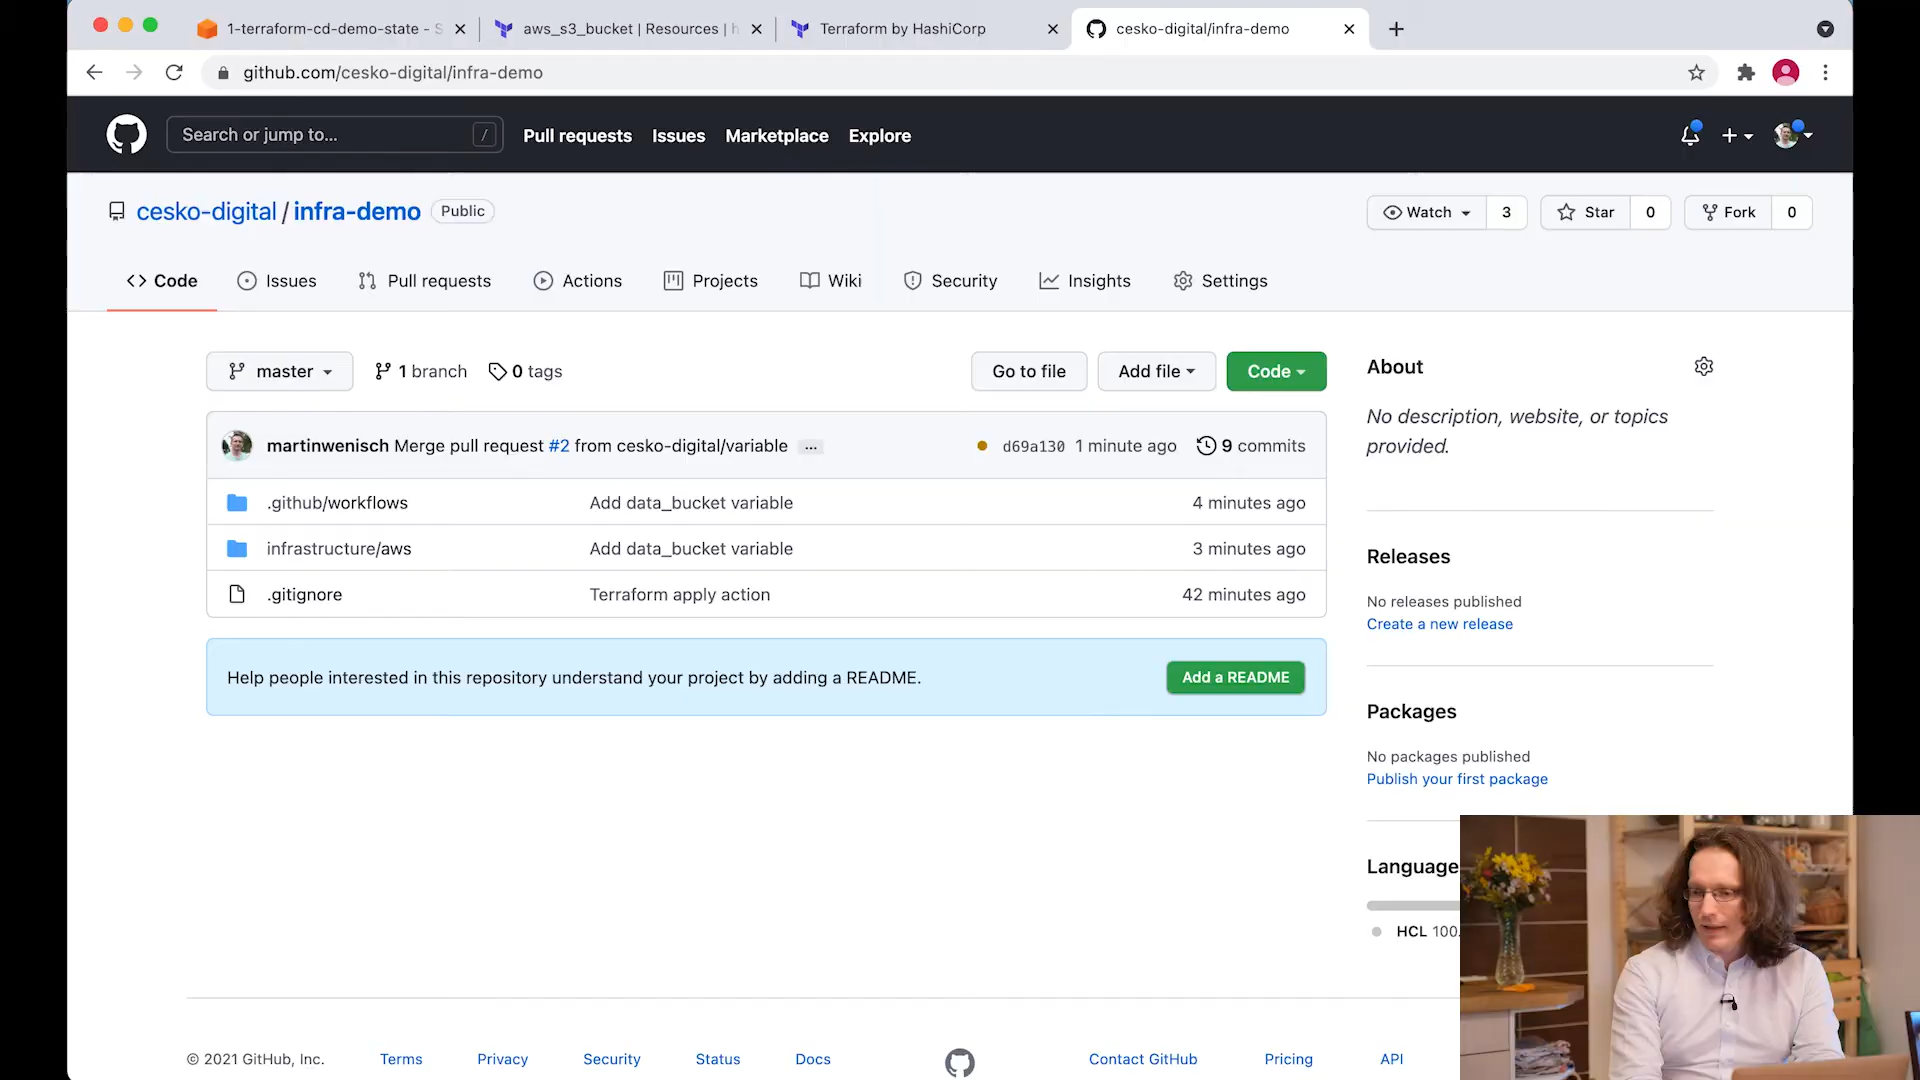 1-terraform-cd-demo-state - S
aws_s3_bucket | Resources | h
Terraform by HashiCorp
cesko-digital/infra-demo
github.com/cesko-digital/infra-demo
Search or jump to...
/
Pull requests
Issues
Marketplace
Explore
cesko-digital / infra-demo
Public
Watch
3
Star
0
Fork
0
Code
Issues
Pull requests
Actions
Projects
Wiki
Security
Insights
Settings
master
1 branch
0 tags
Go to file
Add file
Code
martinwenisch Merge pull request #2 from cesko-digital/variable ...
d69a130 1 minute ago
9 commits
.github/workflows
Add data_bucket variable
4 minutes ago
infrastructure/aws
Add data_bucket variable
3 minutes ago
.gitignore
Terraform apply action
42 minutes ago
Help people interested in this repository understand your project by adding a README.
Add a README
About
No description, website, or topics
provided.
Releases
No releases published
Create a new release
Packages
No packages published
Publish your first package
Language
HCL 100.
© 2021 GitHub, Inc.
Terms
Privacy
Security
Status
Docs
Contact GitHub
Pricing
API